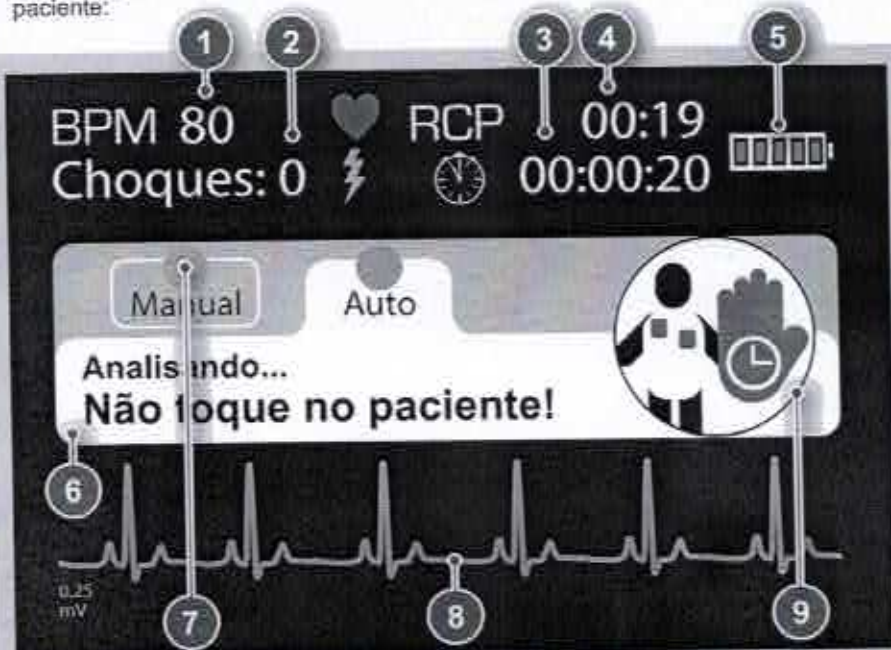 paciente:
1 2 3 4 5
BPM 80 RCP 00:19
Choques: 0 00:00:20
Manual Auto
Analisando...
Não toque no paciente!
6
0,25
mV
7 8 9